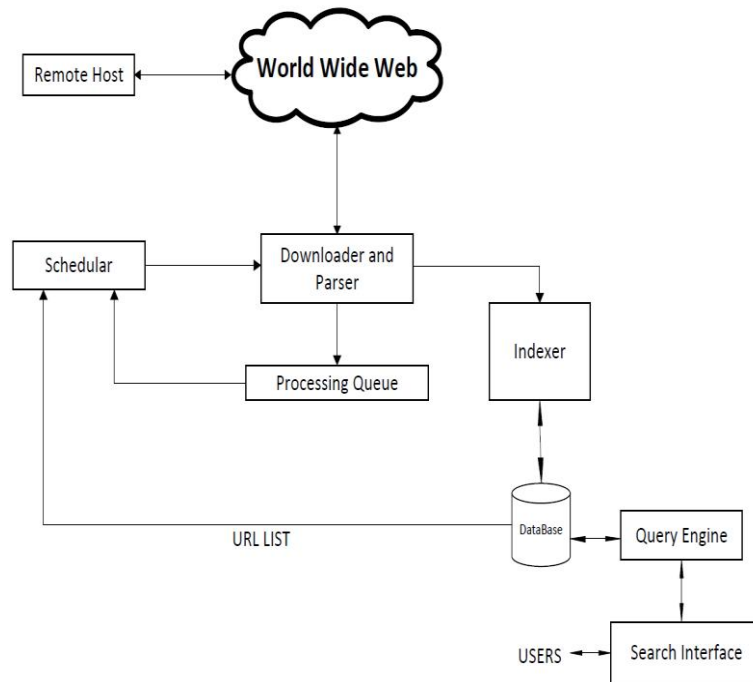 World Wide Web
Remote Host
Schedular
Downloader and
Parser
Indexer
Processing Queue
DataBase
URL LIST
Query Engine
USERS
Search Interface